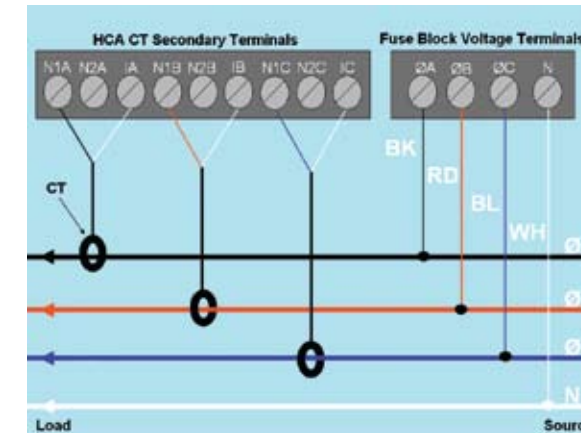 HCA CT Secondary Terminals
Fuse Block Voltage Terminals
N1A N2A IA N1B N2B IB N1C N2C IC
ØA ØB ØC N
BK
RD
BL
WH
CT
Ø
Ø
Ø
N
Load
Sourc